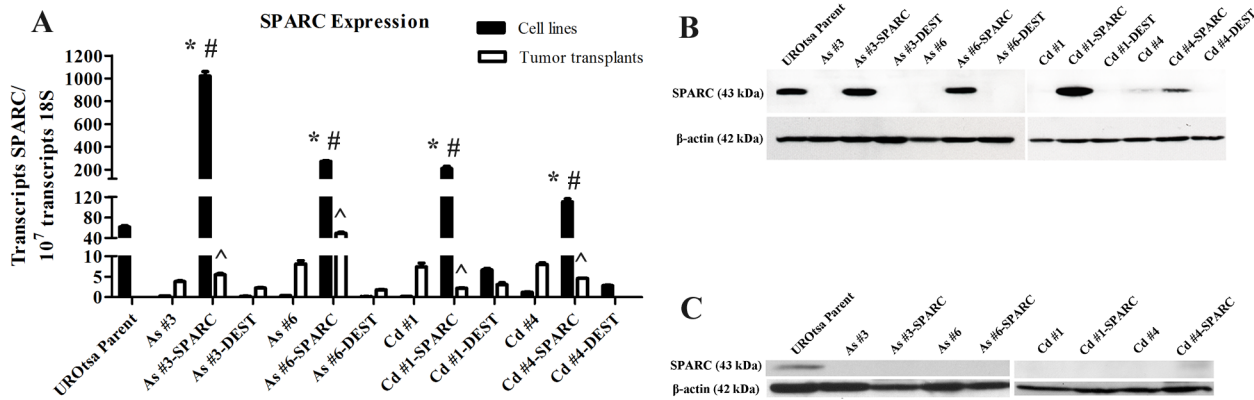 A
SPARC Expression
Cell lines
Tumor transplants
Transcripts SPARC/
10⁷ transcripts 18S
1200
1000
800
600
400
200
120
80
40
10
5
0
* #
* #
* #
* #
^
^
^
^
UROtsa Parent
As #3
As #3-SPARC
As #3-DEST
As #6
As #6-SPARC
As #6-DEST
Cd #1
Cd #1-SPARC
Cd #1-DEST
Cd #4
Cd #4-SPARC
Cd #4-DEST
B
UROtsa Parent
As #3
As #3-SPARC
As #3-DEST
As #6
As #6-SPARC
As #6-DEST
Cd #1
Cd #1-SPARC
Cd #1-DEST
Cd #4
Cd #4-SPARC
Cd #4-DEST
SPARC (43 kDa)
β-actin (42 kDa)
C
UROtsa Parent
As #3
As #3-SPARC
As #6
As #6-SPARC
Cd #1
Cd #1-SPARC
Cd #4
Cd #4-SPARC
SPARC (43 kDa)
β-actin (42 kDa)